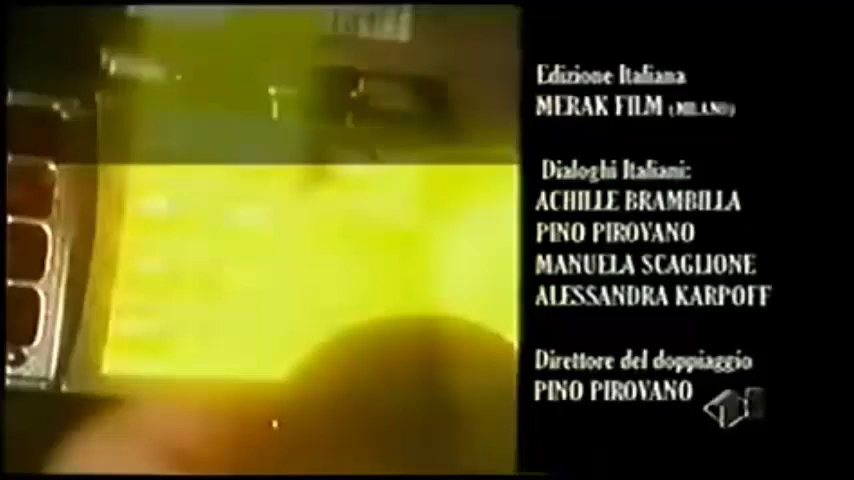 Edizione Italiana
MERAK FILM (MILANO)
Dialoghi Italiani:
ACHILLE BRAMBILLA
PINO PIROVANO
MANUELA SCAGLIONE
ALESSANDRA KARPOFF
Direttore del doppiaggio
PINO PIROVANO